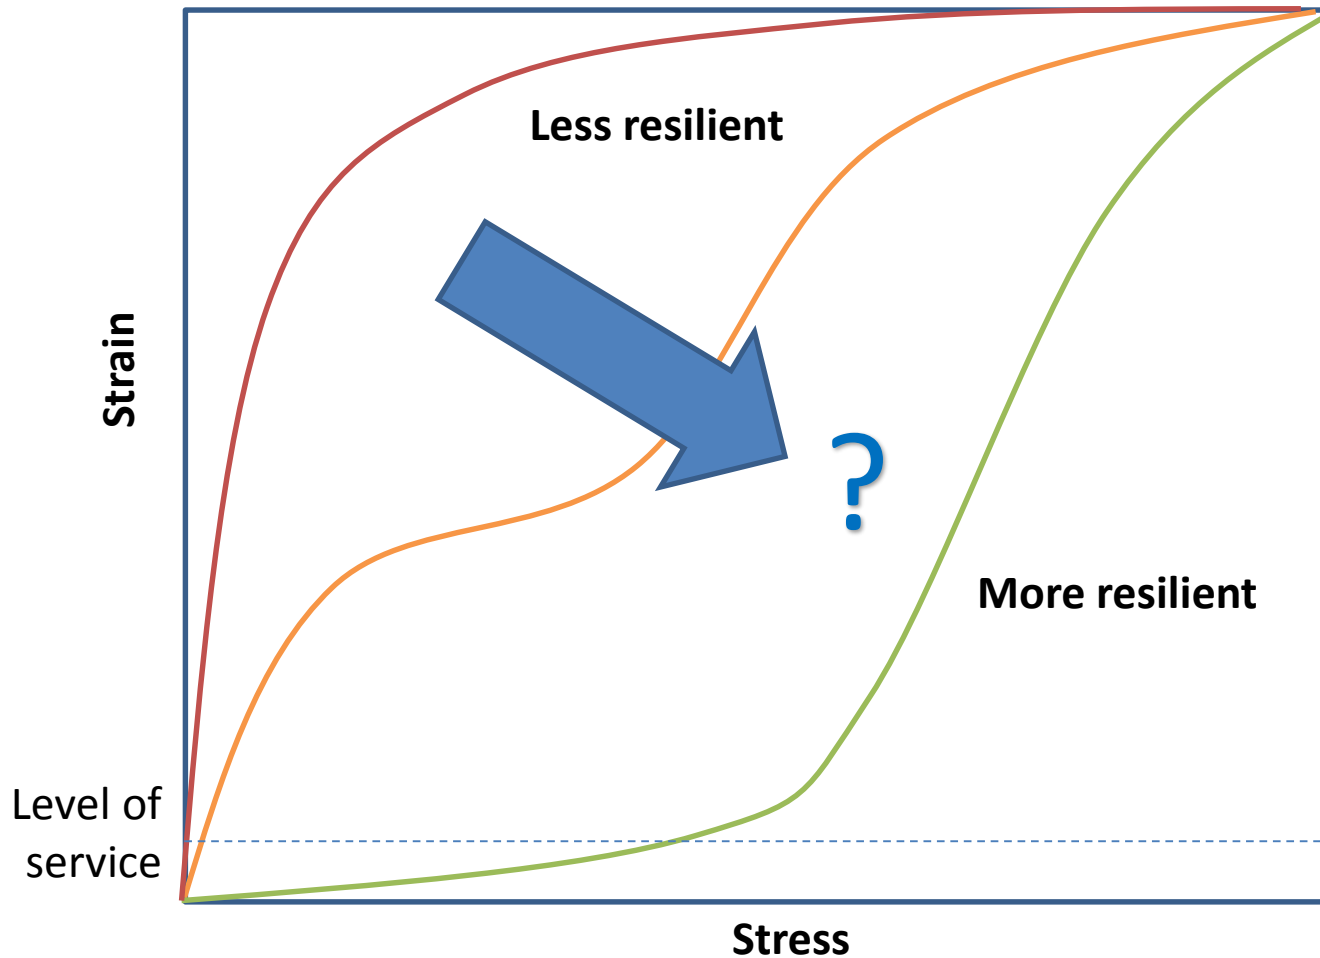 Less resilient
Strain
?
More resilient
Level of
service
Stress